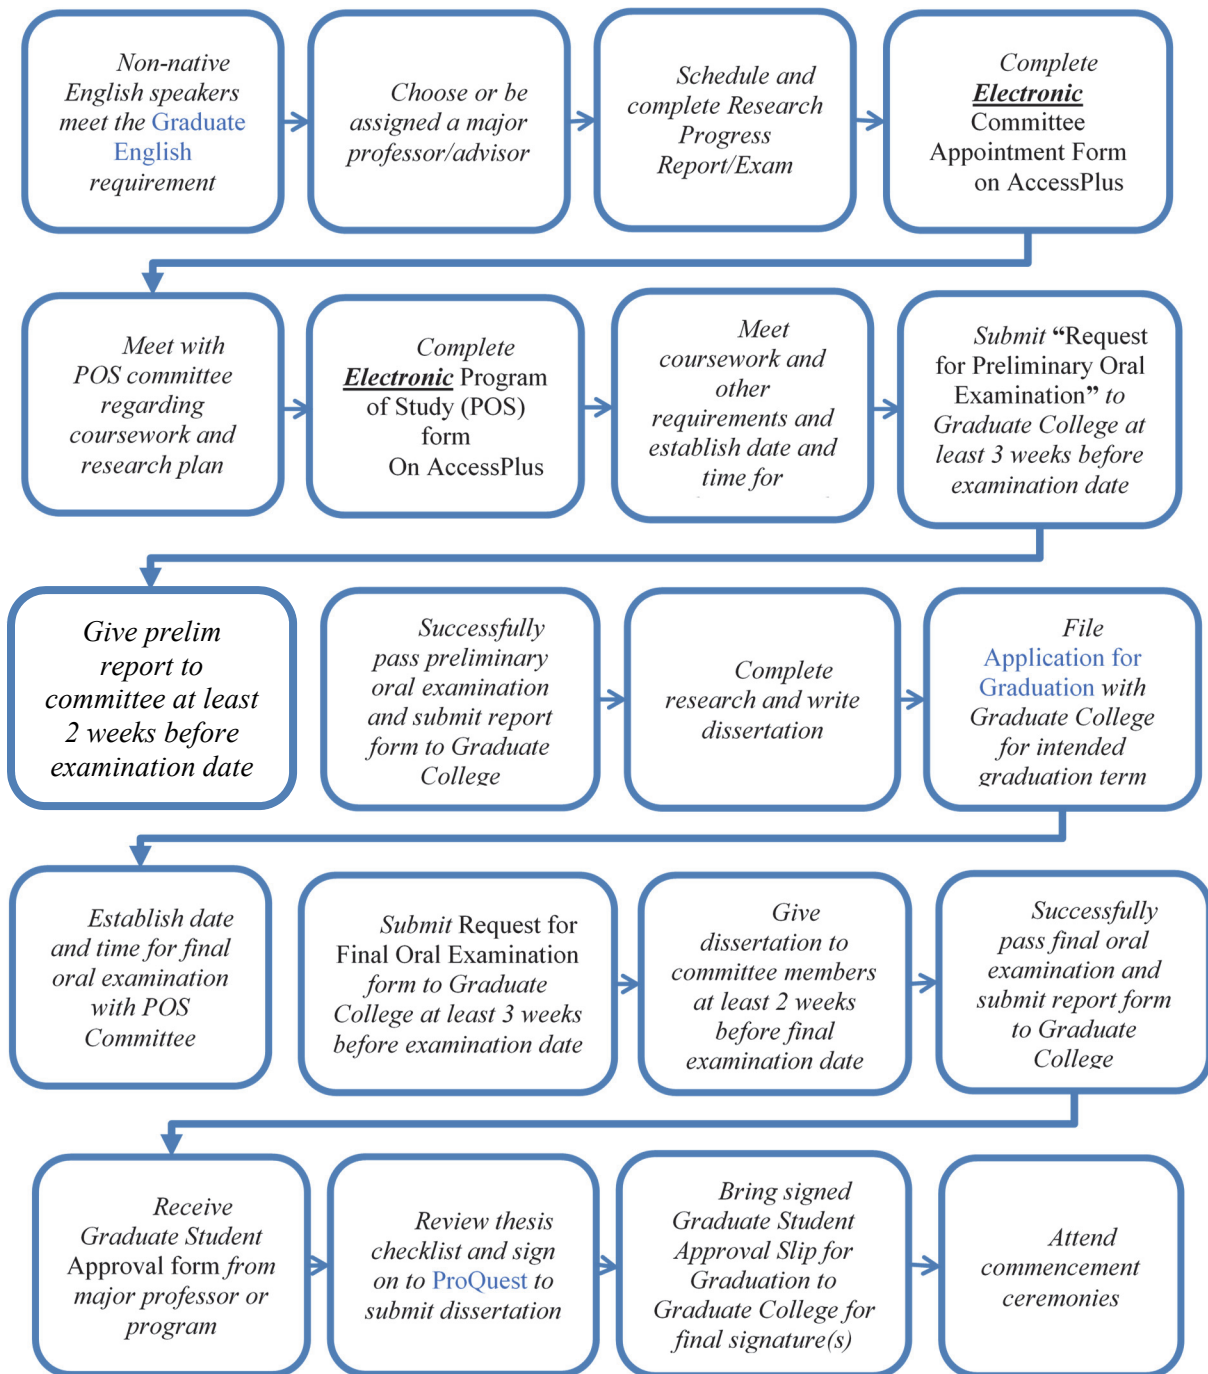 Non-native
English speakers
meet the Graduate
English
requirement
Choose or be
assigned a major
professor/advisor
Schedule and
complete Research
Progress
Report/Exam
Complete
Electronic
Committee
Appointment Form
on AccessPlus
Meet with
POS committee
regarding
coursework and
research plan
Complete
Electronic Program
of Study (POS)
form
On AccessPlus
Meet
coursework and
other
requirements and
establish date and
time for
Submit “Request
for Preliminary Oral
Examination” to
Graduate College at
least 3 weeks before
examination date
Give prelim
report to
committee at least
2 weeks before
examination date
Successfully
pass preliminary
oral examination
and submit report
form to Graduate
College
Complete
research and write
dissertation
File
Application for
Graduation with
Graduate College
for intended
graduation term
Establish date
and time for final
oral examination
with POS
Committee
Submit Request for
Final Oral Examination
form to Graduate
College at least 3 weeks
before examination date
Give
dissertation to
committee members
at least 2 weeks
before final
examination date
Successfully
pass final oral
examination and
submit report form
to Graduate
College
Receive
Graduate Student
Approval form from
major professor or
program
Review thesis
checklist and sign
on to ProQuest to
submit dissertation
Bring signed
Graduate Student
Approval Slip for
Graduation to
Graduate College for
final signature(s)
Attend
commencement
ceremonies